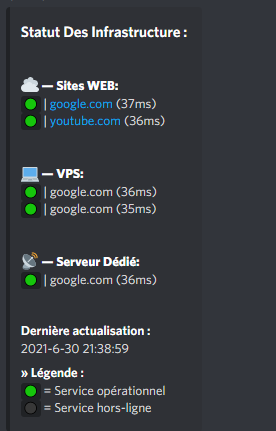 Statut Des Infrastructure :
— Sites WEB:
| google.com (37ms)
| youtube.com (36ms)
— VPS:
| google.com (36ms)
| google.com (35ms)
— Serveur Dédié:
| google.com (36ms)
Dernière actualisation :
2021-6-30 21:38:59
» Légende :
= Service opérationnel
= Service hors-ligne